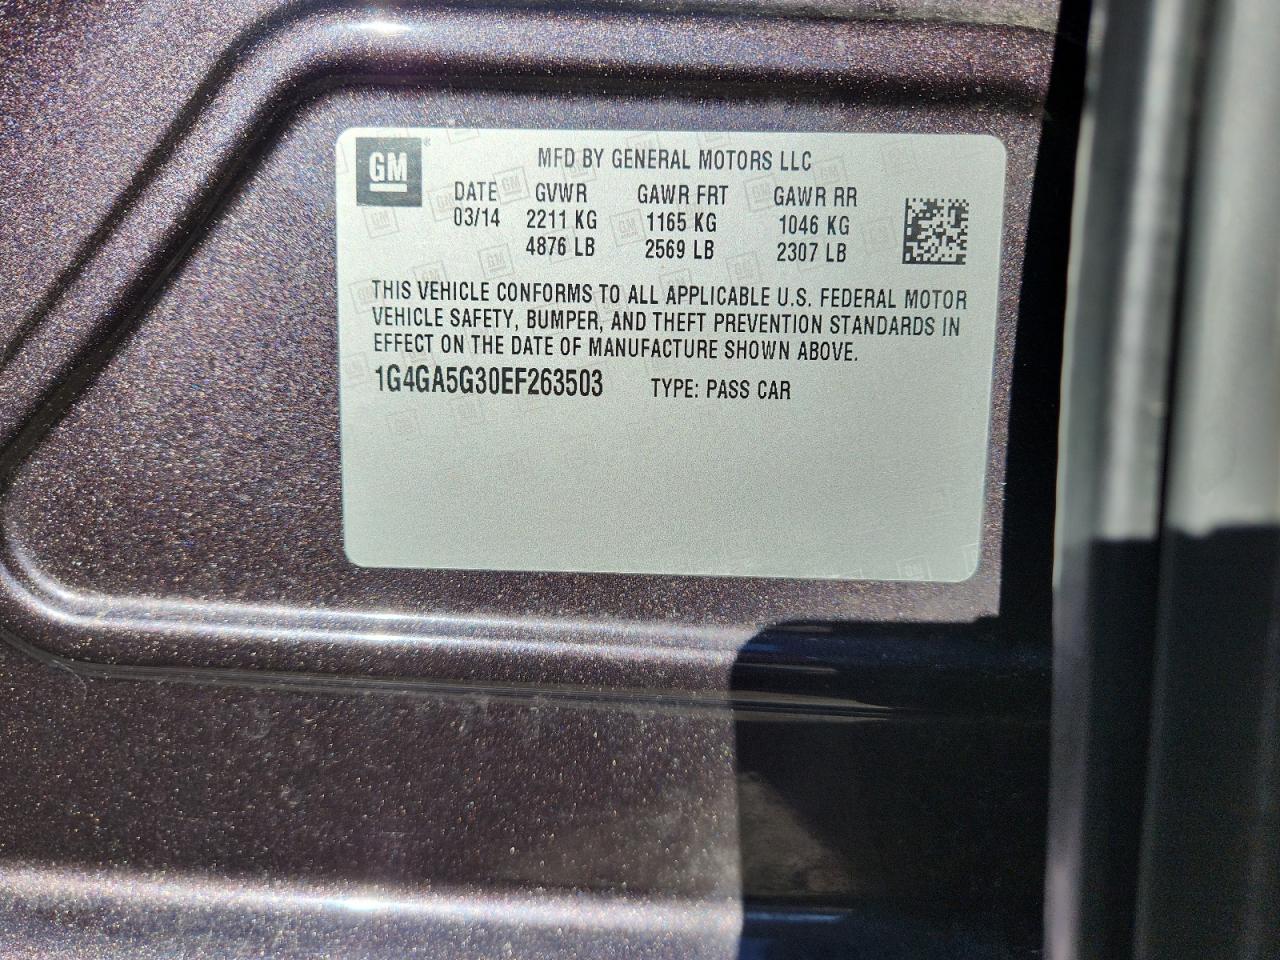 GM
MFD BY GENERAL MOTORS LLC
DATE GVWR GAWR FRT GAWR RR
03/14 2211 KG 1165 KG 1046 KG
4876 LB 2569 LB 2307 LB
THIS VEHICLE CONFORMS TO ALL APPLICABLE U.S. FEDERAL MOTOR
VEHICLE SAFETY, BUMPER, AND THEFT PREVENTION STANDARDS IN
EFFECT ON THE DATE OF MANUFACTURE SHOWN ABOVE.
1G4GA5G30EF263503 TYPE: PASS CAR